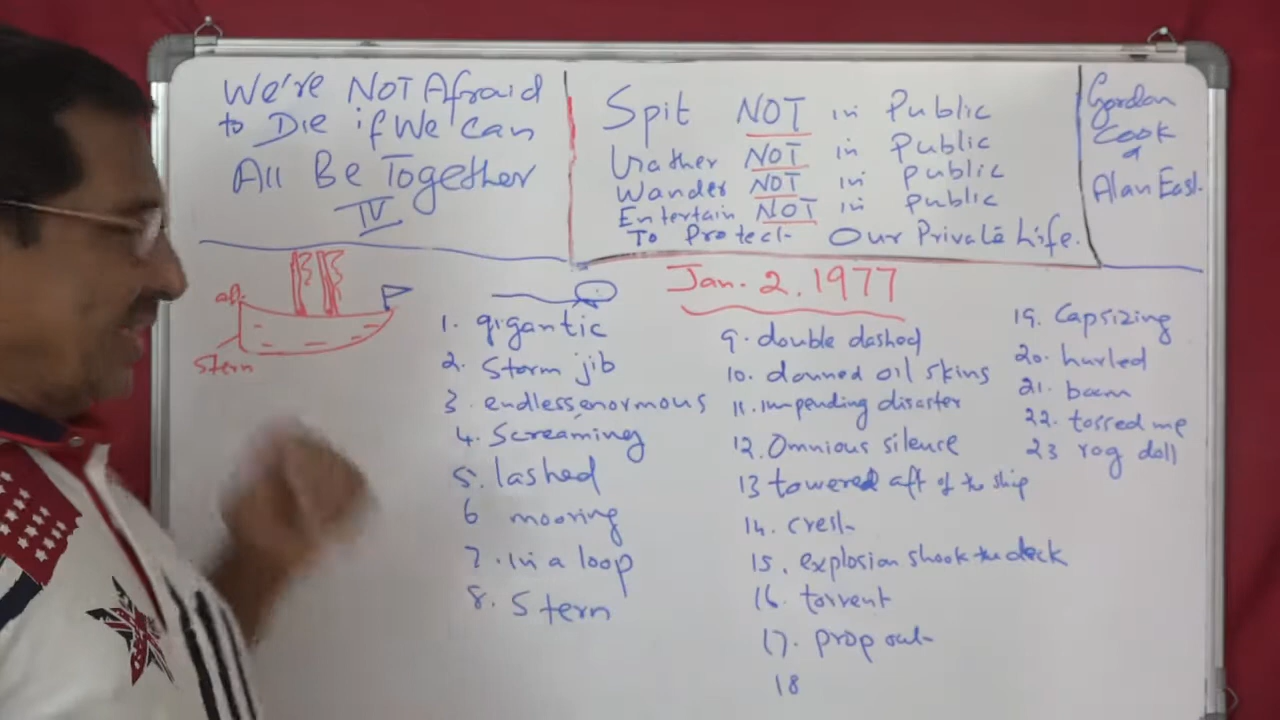 We're NOT Afraid
to Die if We Can
All Be Together
IV
Spit NOT in Public
Gather NOT in Public
Wander NOT in Public
Entertain NOT in Public
To Protect Our Private Life.
Gordon
Cook
&
Alan East.
aft
Stern
Jan. 2. 1977
1. gigantic
2. Storm jib
3. endless, enormous
4. Screaming
5. lashed
6 mooring
7. in a loop
8. Stern
9. double dashed
10. donned oil skins
11. impending disaster
12. Omnious silence
13 towered aft of the ship
14. crest
15. explosion shook the deck
16. torrent
17. prop out
18
19. Capsizing
20. hurled
21. boom
22. tossed me
23 rag doll